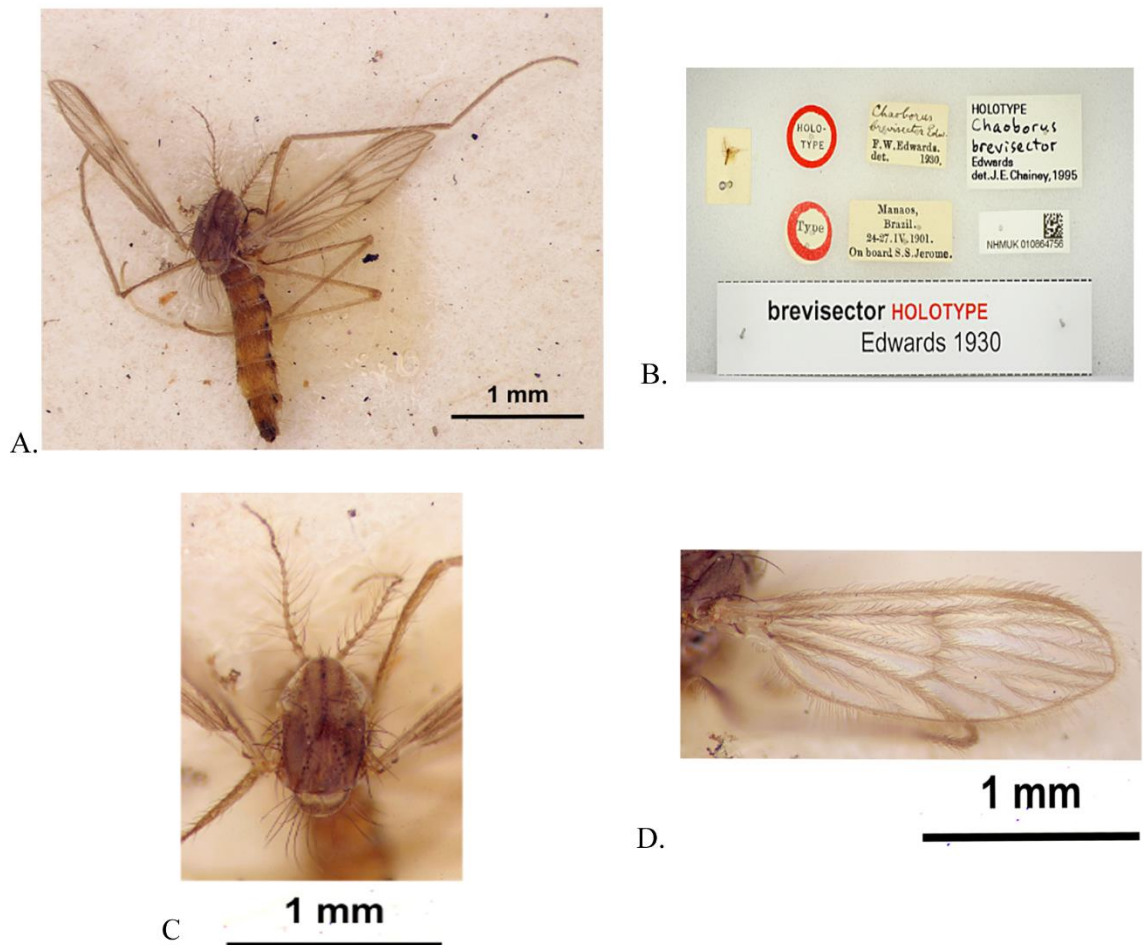 1 mm
A.
B.
HOLO-
TYPE
Chaoborus
brevisector Edw.
F.W.Edwards.
det. 1930.
HOLOTYPE
Chaoborus
brevisector
Edwards
det.J.E.Chainey, 1995
Type
Manaos,
Brazil.
24-27.IV.1901.
On board S.S.Jerome.
NHMUK 010864756
brevisector HOLOTYPE
Edwards 1930
1 mm
C
1 mm
D.